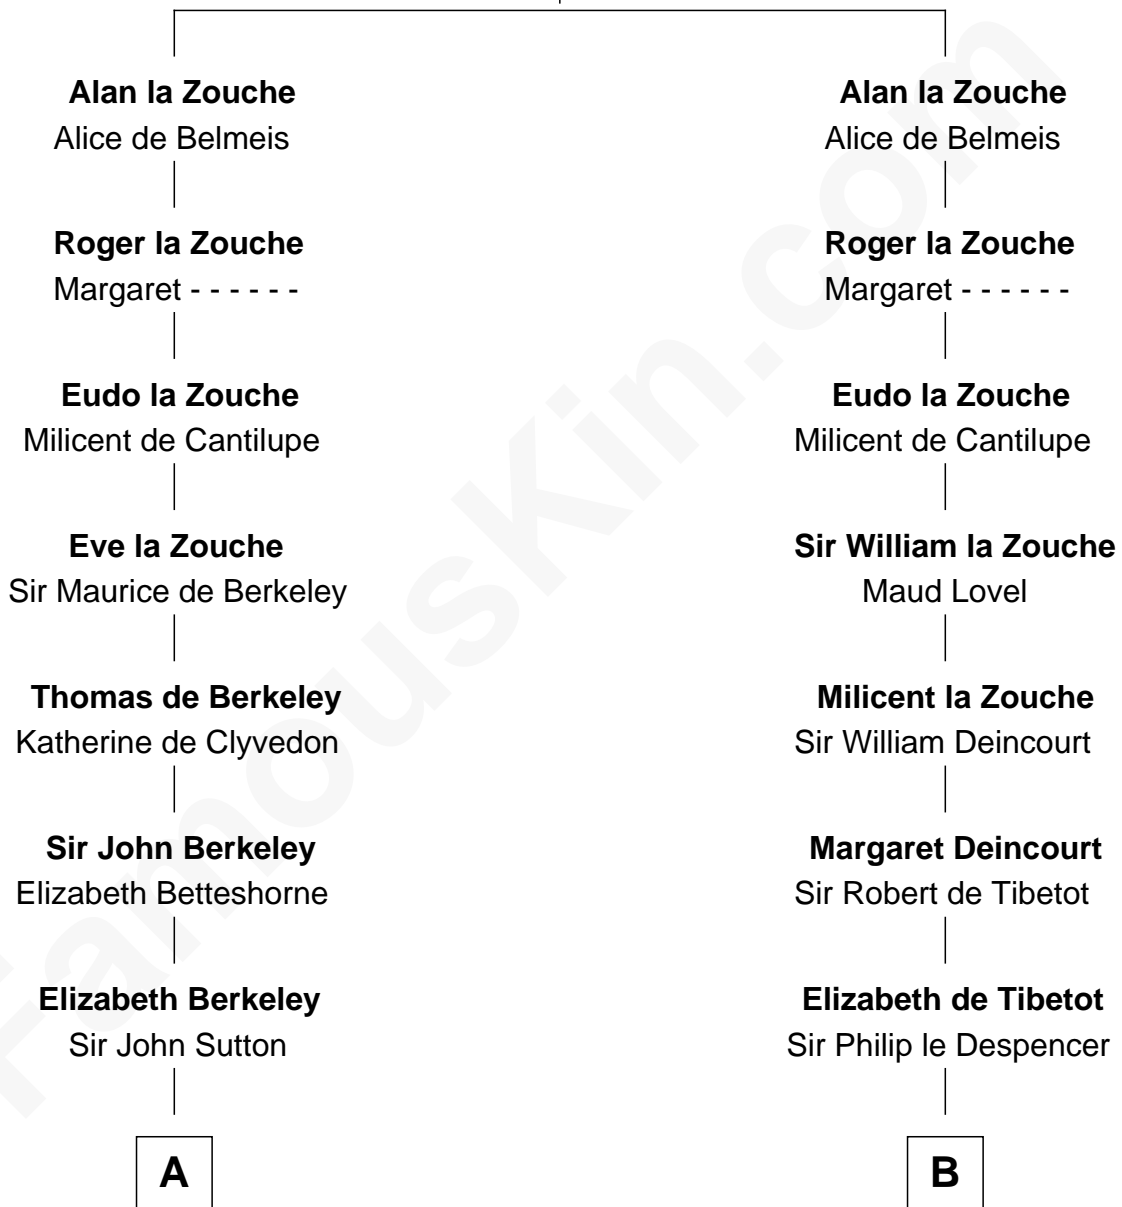 Alan la Zouche
Alice de Belmeis
Roger la Zouche
Margaret - - - - - -
Eudo la Zouche
Milicent de Cantilupe
Eve la Zouche
Sir Maurice de Berkeley
Thomas de Berkeley
Katherine de Clyvedon
Sir John Berkeley
Elizabeth Betteshorne
Elizabeth Berkeley
Sir John Sutton
A
Alan la Zouche
Alice de Belmeis
Roger la Zouche
Margaret - - - - - -
Eudo la Zouche
Milicent de Cantilupe
Sir William la Zouche
Maud Lovel
Milicent la Zouche
Sir William Deincourt
Margaret Deincourt
Sir Robert de Tibetot
Elizabeth de Tibetot
Sir Philip le Despencer
B
FamousKin.com